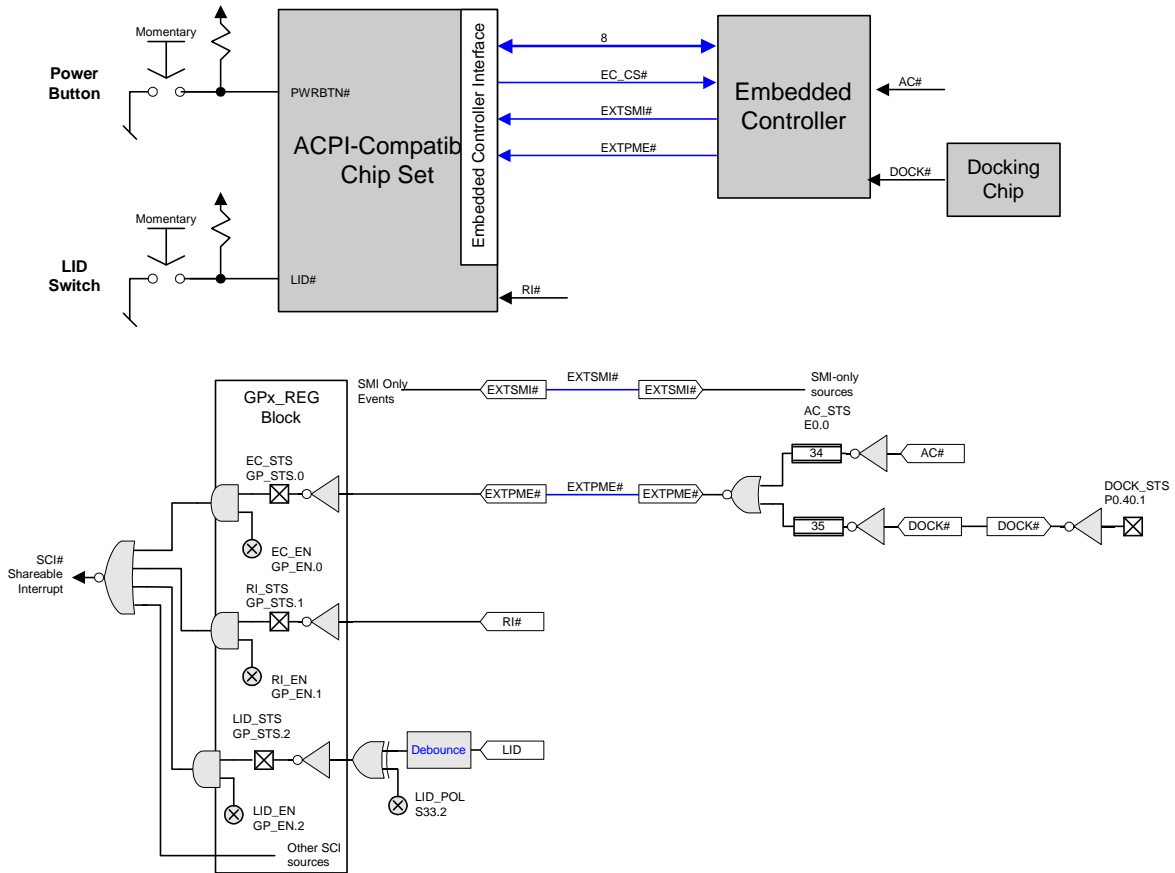 Momentary
Power
Button
PWRBTN#
ACPI-Compatib
Chip Set
Embedded Controller Interface
8
EC_CS#
EXTSMI#
EXTPME#
Embedded
Controller
AC#
DOCK#
Docking
Chip
Momentary
LID
Switch
LID#
RI#
GPx_REG
Block
SMI Only
Events
EXTSMI#
EXTSMI#
EXTSMI#
SMI-only
sources
AC_STS
E0.0
34
AC#
EC_STS
GP_STS.0
EXTPME#
EXTPME#
EXTPME#
DOCK_STS
P0.40.1
35
DOCK#
DOCK#
EC_EN
GP_EN.0
SCI#
Shareable
Interrupt
RI_STS
GP_STS.1
RI#
RI_EN
GP_EN.1
LID_STS
GP_STS.2
Debounce
LID
LID_POL
S33.2
LID_EN
GP_EN.2
Other SCI
sources